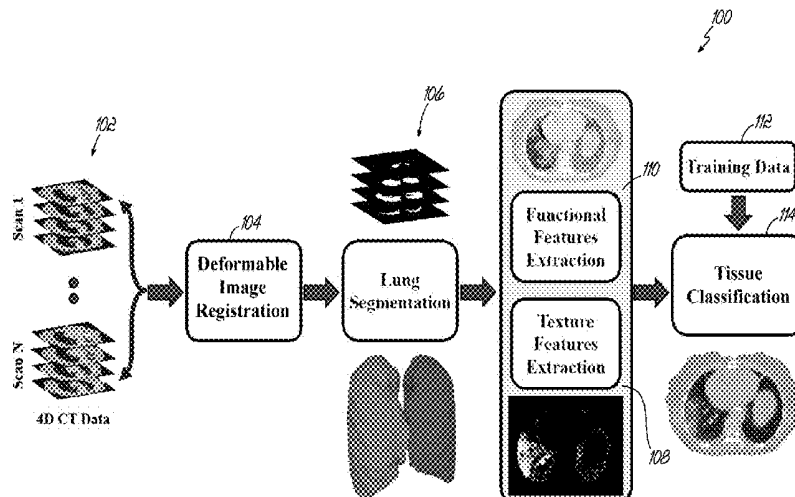 100
102
106
Scan 1
Scan N
4D CT Data
104
Deformable
Image
Registration
Lung
Segmentation
110
Functional
Features
Extraction
Texture
Features
Extraction
108
112
Training Data
114
Tissue
Classification